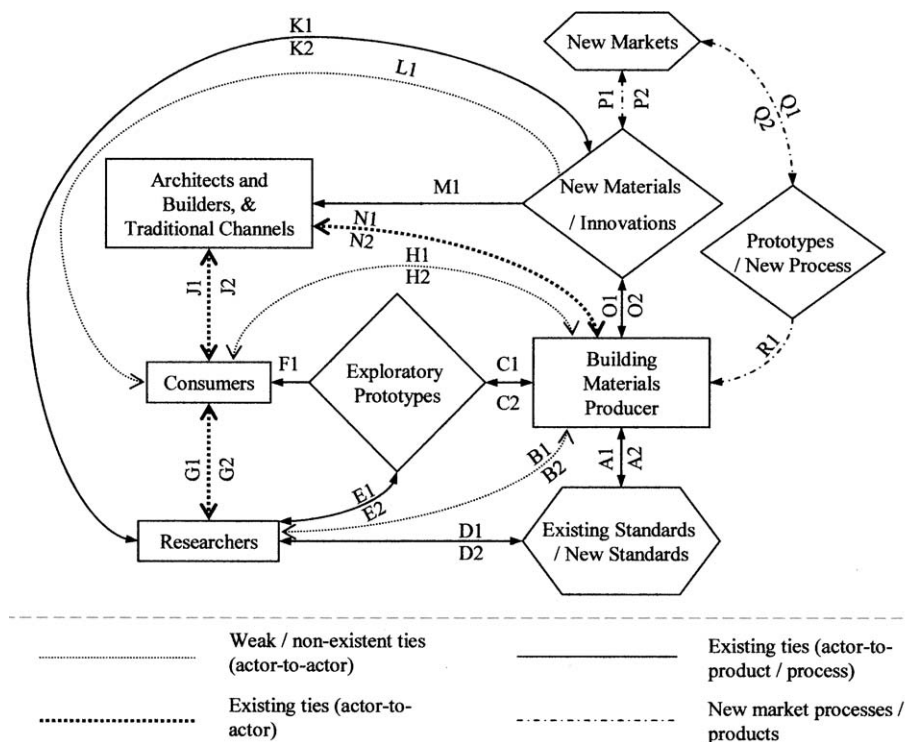 K1
K2
L1
New Markets
P1
P2
Q1
Q2
Architects and
Builders, &
Traditional Channels
M1
New Materials
/ Innovations
N1
N2
Prototypes
/ New Process
H1
H2
J1
J2
O1
O2
R1
Consumers
F1
Exploratory
Prototypes
C1
C2
Building
Materials
Producer
G1
G2
B1
B2
A1
A2
E1
E2
Researchers
D1
D2
Existing Standards
/ New Standards
Weak / non-existent ties
(actor-to-actor)
Existing ties (actor-to-
product / process)
Existing ties (actor-to-
actor)
New market processes /
products